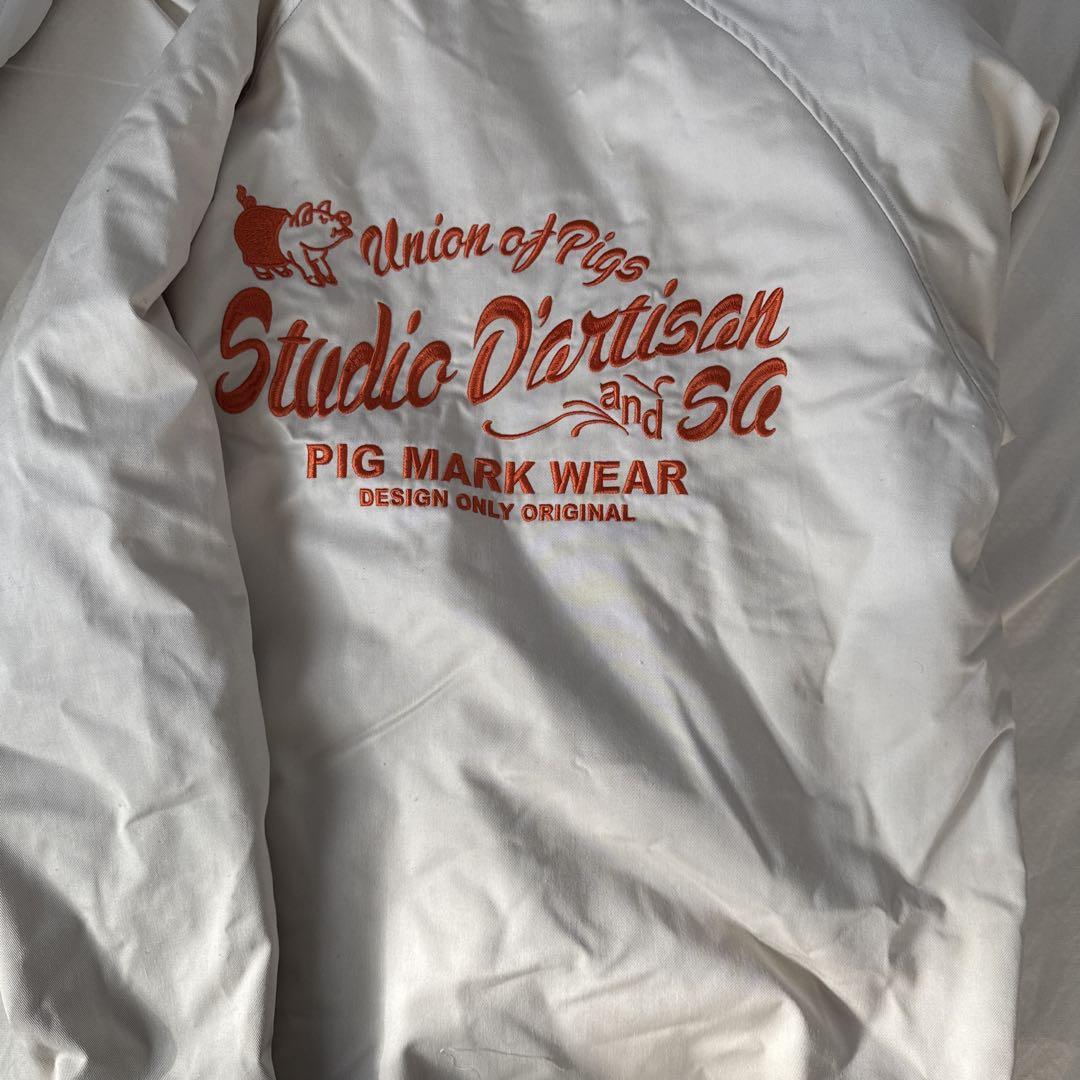 Union of Pigs
Studio D'artisan
and SA
PIG MARK WEAR
DESIGN ONLY ORIGINAL